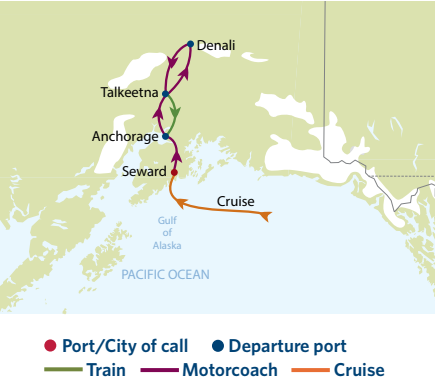 Denali
Talkeetna
Anchorage
Seward
Cruise
Gulf
of
Alaska
PACIFIC OCEAN
Port/City of call
Departure port
Train
Motorcoach
Cruise